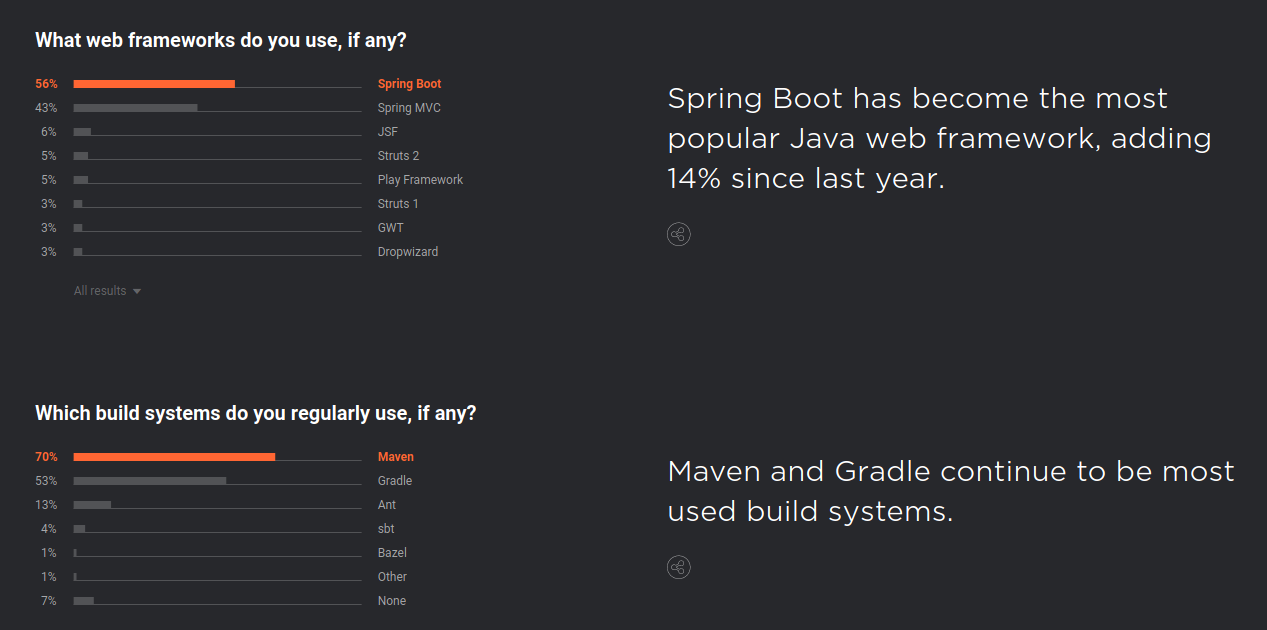 What web frameworks do you use, if any?
56% Spring Boot
43% Spring MVC
6% JSF
5% Struts 2
5% Play Framework
3% Struts 1
3% GWT
3% Dropwizard
All results
Spring Boot has become the most
popular Java web framework, adding
14% since last year.
Which build systems do you regularly use, if any?
70% Maven
53% Gradle
13% Ant
4% sbt
1% Bazel
1% Other
7% None
Maven and Gradle continue to be most
used build systems.